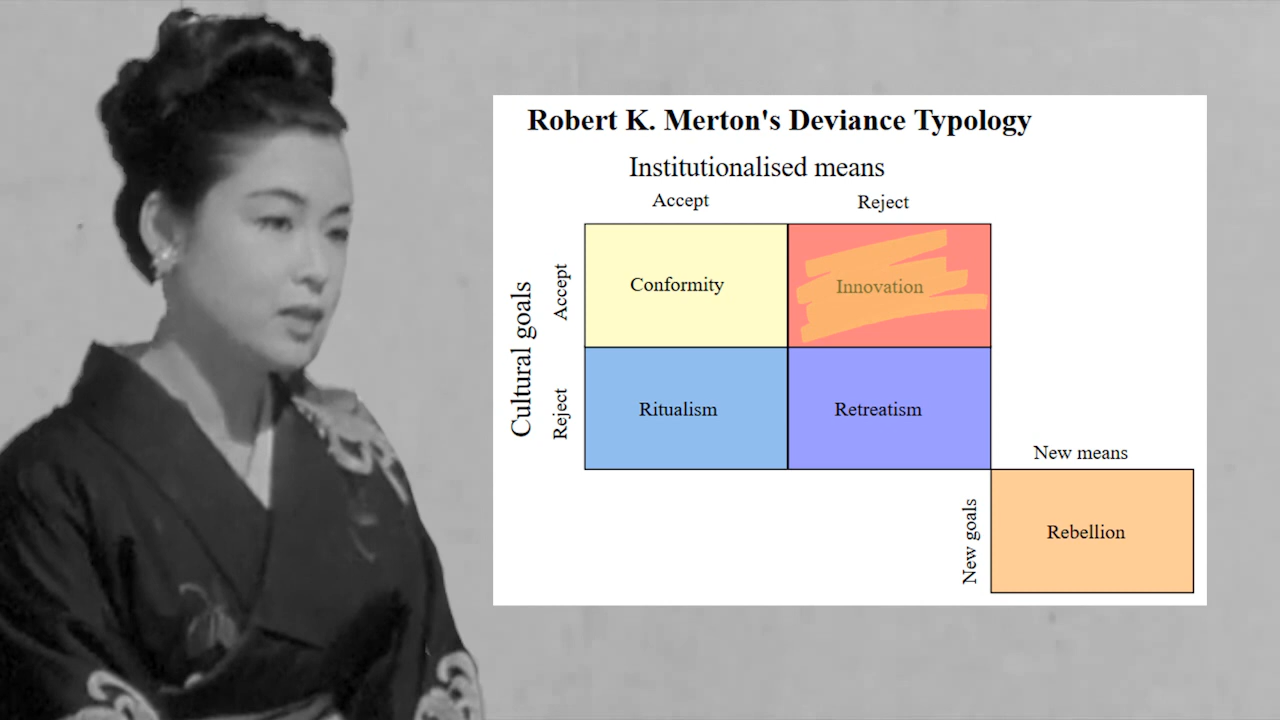 Robert K. Merton's Deviance Typology
Institutionalised means
Accept
Reject
Cultural goals
Accept
Conformity
Innovation
Reject
Ritualism
Retreatism
New means
New goals
Rebellion